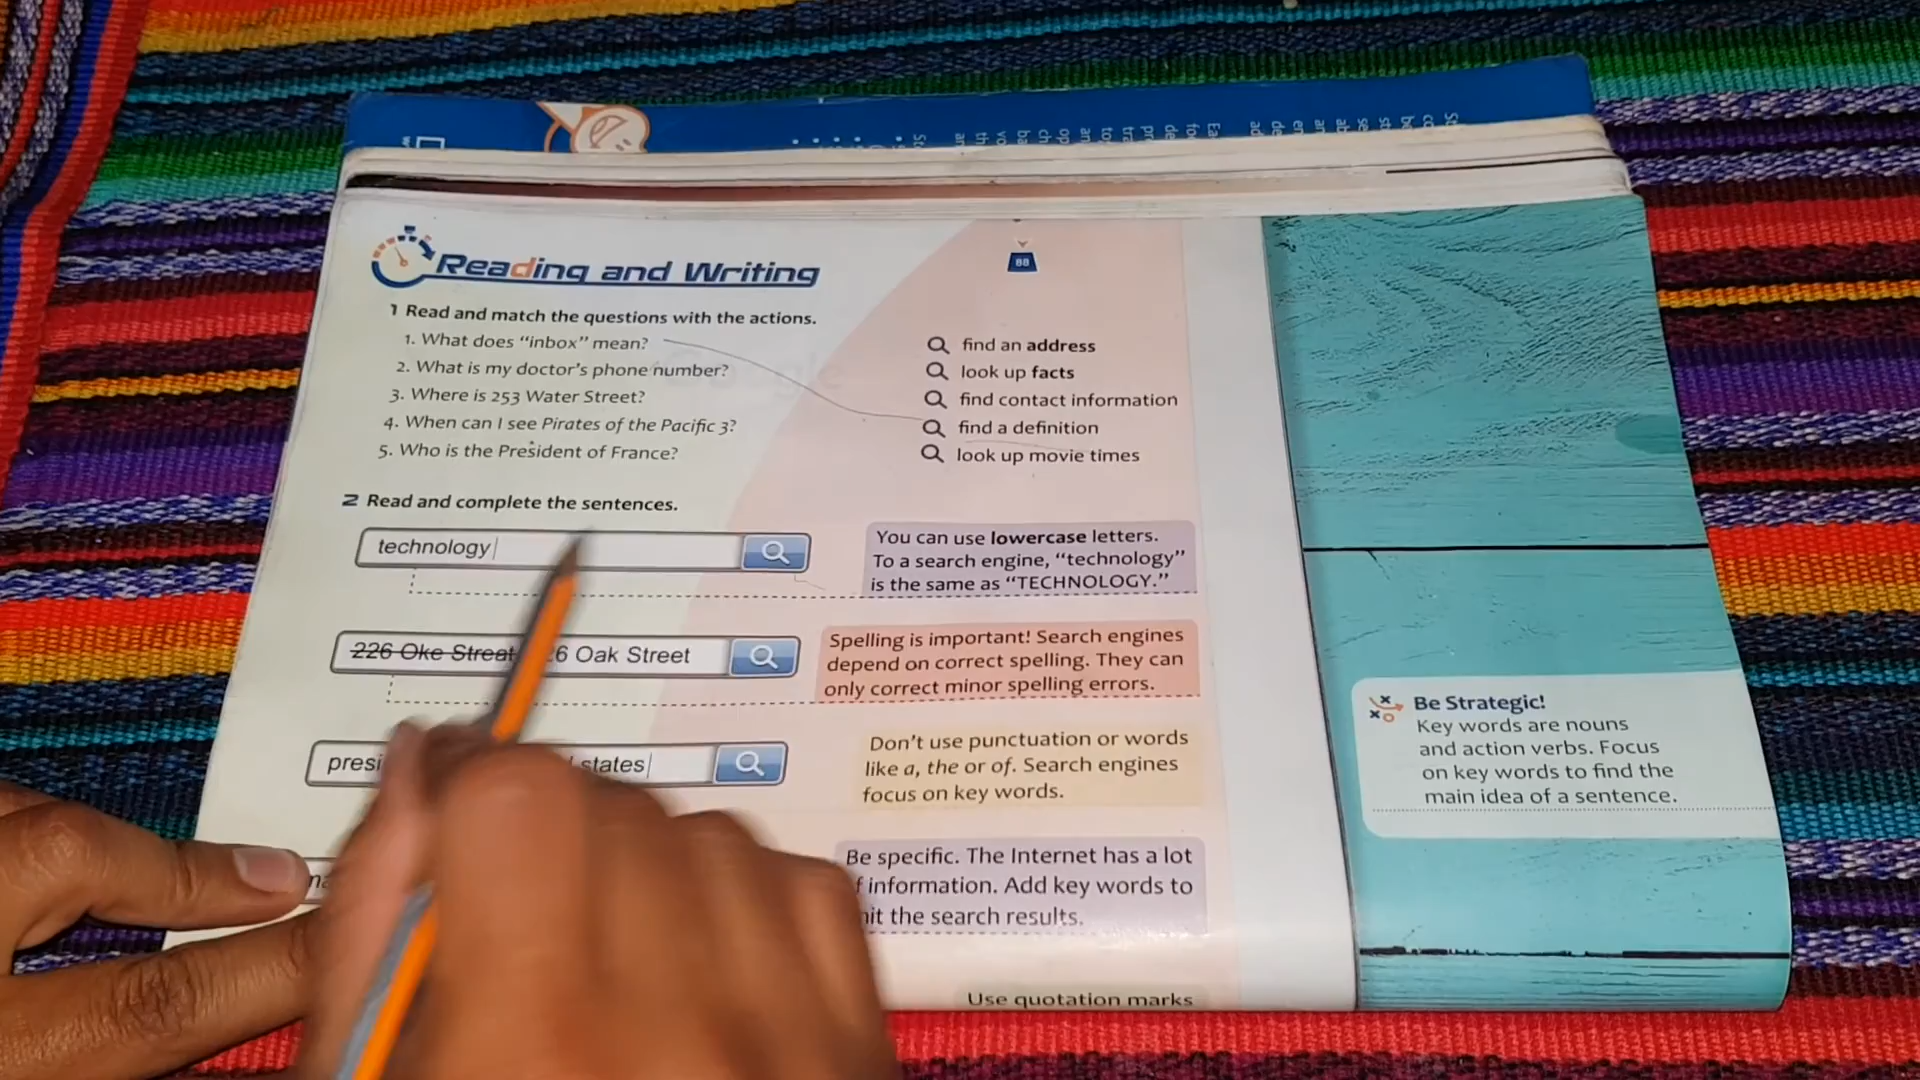 Reading and Writing
88
1 Read and match the questions with the actions.
1. What does “inbox” mean?
2. What is my doctor’s phone number?
3. Where is 253 Water Street?
4. When can I see Pirates of the Pacific 3?
5. Who is the President of France?
find an address
look up facts
find contact information
find a definition
look up movie times
2 Read and complete the sentences.
technology
You can use lowercase letters.
To a search engine, “technology”
is the same as “TECHNOLOGY.”
226 Oke Streat 6 Oak Street
Spelling is important! Search engines
depend on correct spelling. They can
only correct minor spelling errors.
presi states
Don’t use punctuation or words
like a, the or of. Search engines
focus on key words.
Be specific. The Internet has a lot
information. Add key words to
the search results.
Use quotation marks
Be Strategic!
Key words are nouns
and action verbs. Focus
on key words to find the
main idea of a sentence.